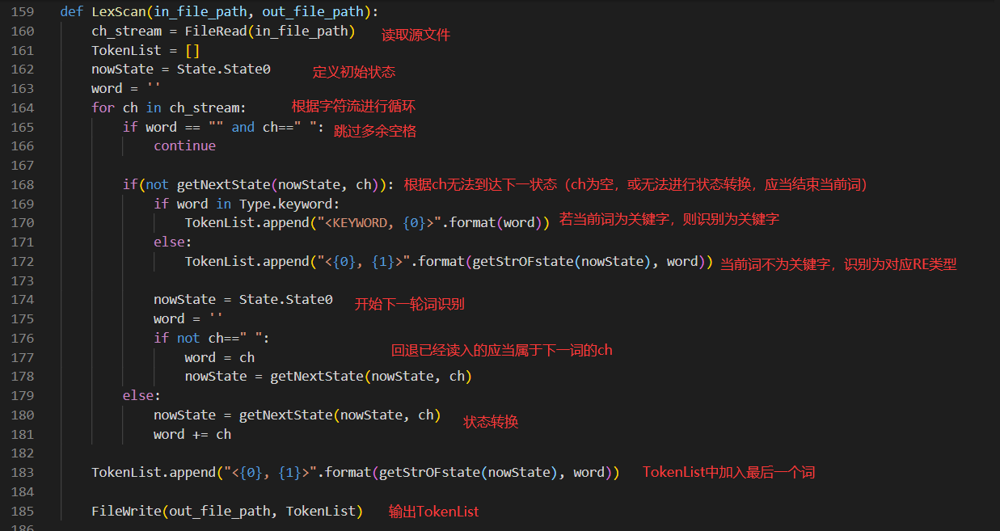 159 def LexScan(in_file_path, out_file_path):
160 ch_stream = FileRead(in_file_path) 读取源文件
161 TokenList = []
162 nowState = State.State0 定义初始状态
163 word = ''
164 for ch in ch_stream: 根据字符流进行循环
165 if word == "" and ch==" ": 跳过多余空格
166 continue
167
168 if(not getNextState(nowState, ch)): 根据ch无法到达下一状态（ch为空，或无法进行状态转换，应当结束当前词）
169 if word in Type.keyword:
170 TokenList.append("<KEYWORD, {0}>".format(word)) 若当前词为关键字，则识别为关键字
171 else:
172 TokenList.append("<{0}, {1}>".format(getStrOFstate(nowState), word)) 当前词不为关键字，识别为对应RE类型
173
174 nowState = State.State0 开始下一轮词识别
175 word = ''
176 if not ch==" ":
177 word = ch 回退已经读入的应当属于下一词的ch
178 nowState = getNextState(nowState, ch)
179 else:
180 nowState = getNextState(nowState, ch) 状态转换
181 word += ch
182
183 TokenList.append("<{0}, {1}>".format(getStrOFstate(nowState), word)) TokenList中加入最后一个词
184
185 FileWrite(out_file_path, TokenList) 输出TokenList
186